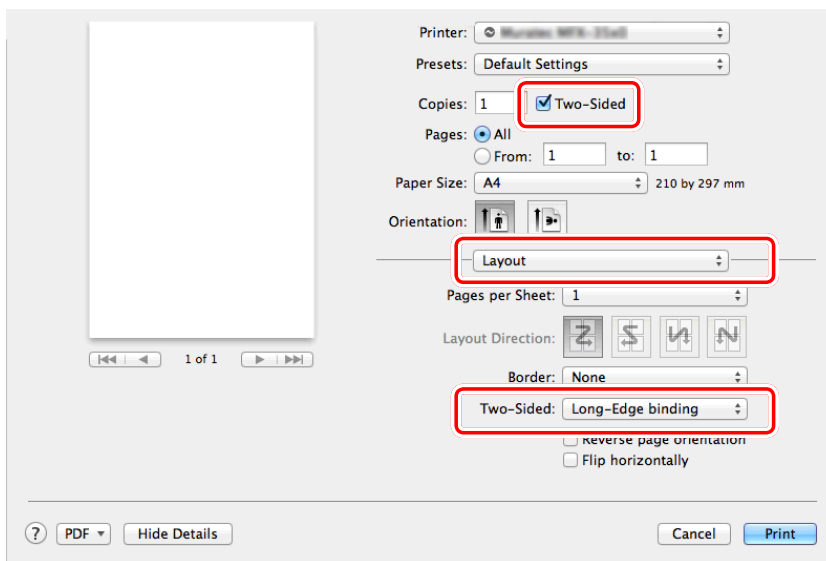 Printer:
Presets: Default Settings
Copies: 1 Two-Sided
Pages: All
From: 1 to: 1
Paper Size: A4 210 by 297 mm
Orientation:
Layout
Pages per Sheet: 1
Layout Direction:
1 of 1
Border: None
Two-Sided: Long-Edge binding
Reverse page orientation
Flip horizontally
? PDF Hide Details Cancel Print